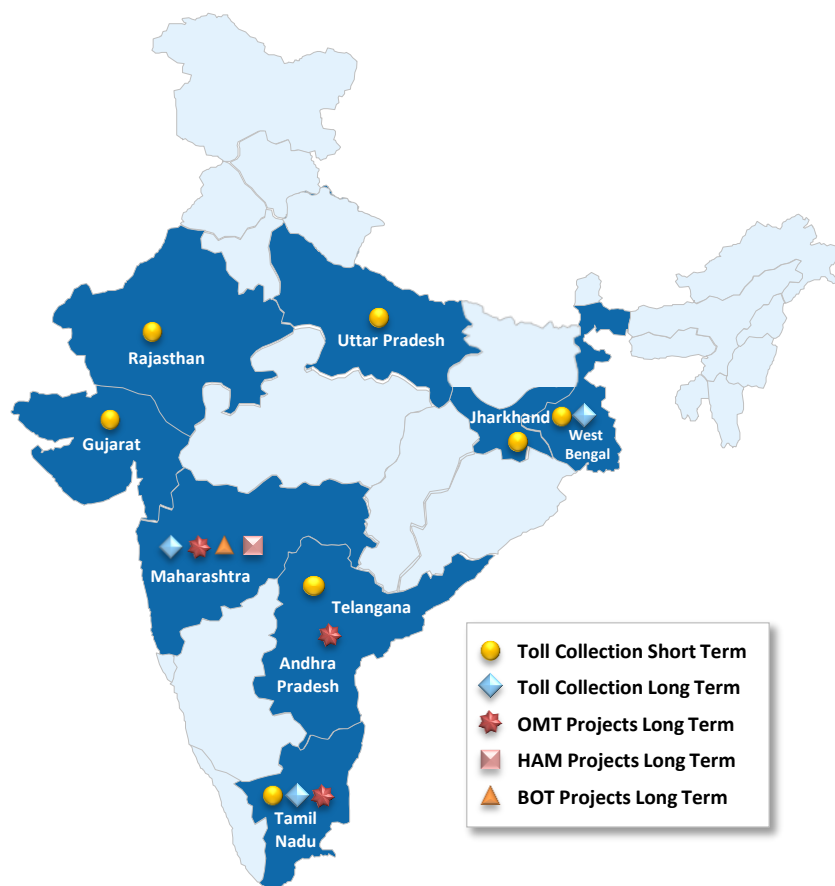 Rajasthan
Uttar Pradesh
Gujarat
Jharkhand
West
Bengal
Maharashtra
Telangana
Andhra
Pradesh
Tamil
Nadu
Toll Collection Short Term
Toll Collection Long Term
OMT Projects Long Term
HAM Projects Long Term
BOT Projects Long Term